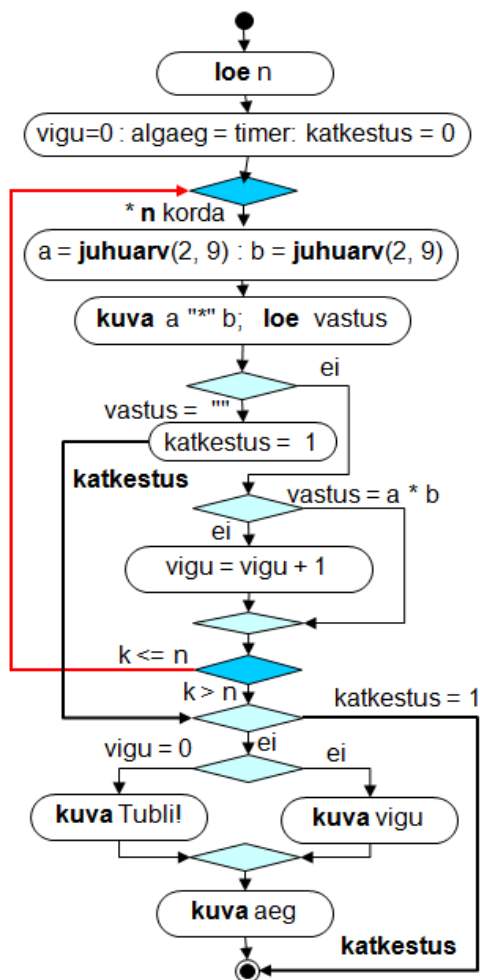 loe n
vigu=0 : algaeg = timer: katkestus = 0
* n korda
a = juhuarv(2, 9) : b = juhuarv(2, 9)
kuva a "*" b; loe vastus
ei
vastus = ""
katkestus = 1
katkestus
vastus = a * b
ei
vigu = vigu + 1
k <= n
k > n
katkestus = 1
ei
vigu = 0
ei
kuva Tubli!
kuva vigu
kuva aeg
katkestus